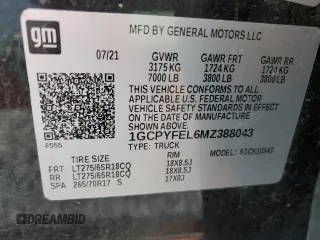 gm
MFD BY GENERAL MOTORS LLC
07/21
GVWR GAWR FRT GAWR RR
3175 KG 1724 KG 1724 KG
7000 LB 3800 LB 3800 LB
THIS VEHICLE CONFORMS TO ALL
APPLICABLE U.S. FEDERAL MOTOR
VEHICLE SAFETY STANDARDS IN
EFFECT ON THE DATE OF
MANUFACTURE SHOWN ABOVE.
1GCPYFEL6MZ388043
TYPE: TRUCK
RIM
FRT LT275/65R18CQ 18X8.5J
RR LT275/65R18CQ 18X8.5J
SPA 265/70R17 S 17X8J
DREAMBID